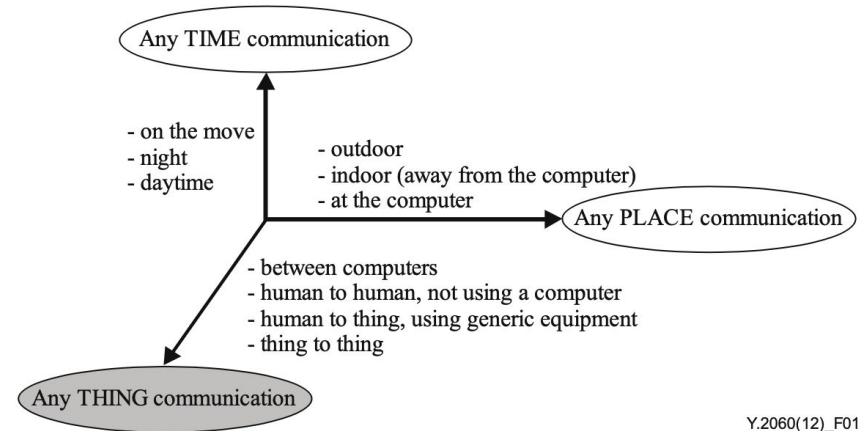 Any TIME communication
- on the move
- night
- daytime
- outdoor
- indoor (away from the computer)
- at the computer
Any PLACE communication
- between computers
- human to human, not using a computer
- human to thing, using generic equipment
- thing to thing
Any THING communication
Y.2060(12)_F01